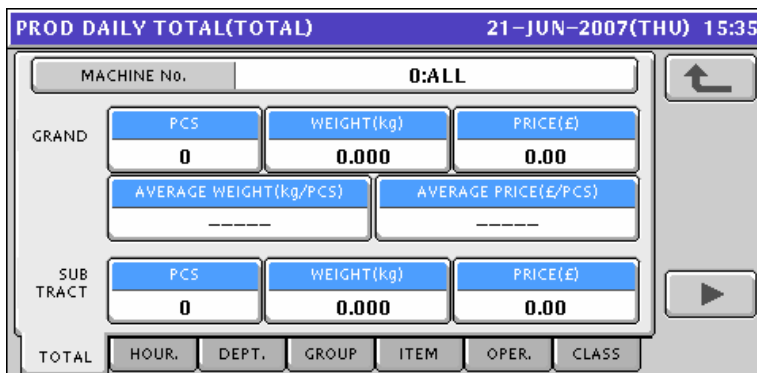 PROD DAILY TOTAL(TOTAL) 21-JUN-2007(THU) 15:35
MACHINE No. 0:ALL
GRAND
PCS WEIGHT(kg) PRICE(£)
0 0.000 0.00
AVERAGE WEIGHT(kg/PCS) AVERAGE PRICE(£/PCS)
----- -----
SUB
TRACT
PCS WEIGHT(kg) PRICE(£)
0 0.000 0.00
TOTAL HOUR. DEPT. GROUP ITEM OPER. CLASS